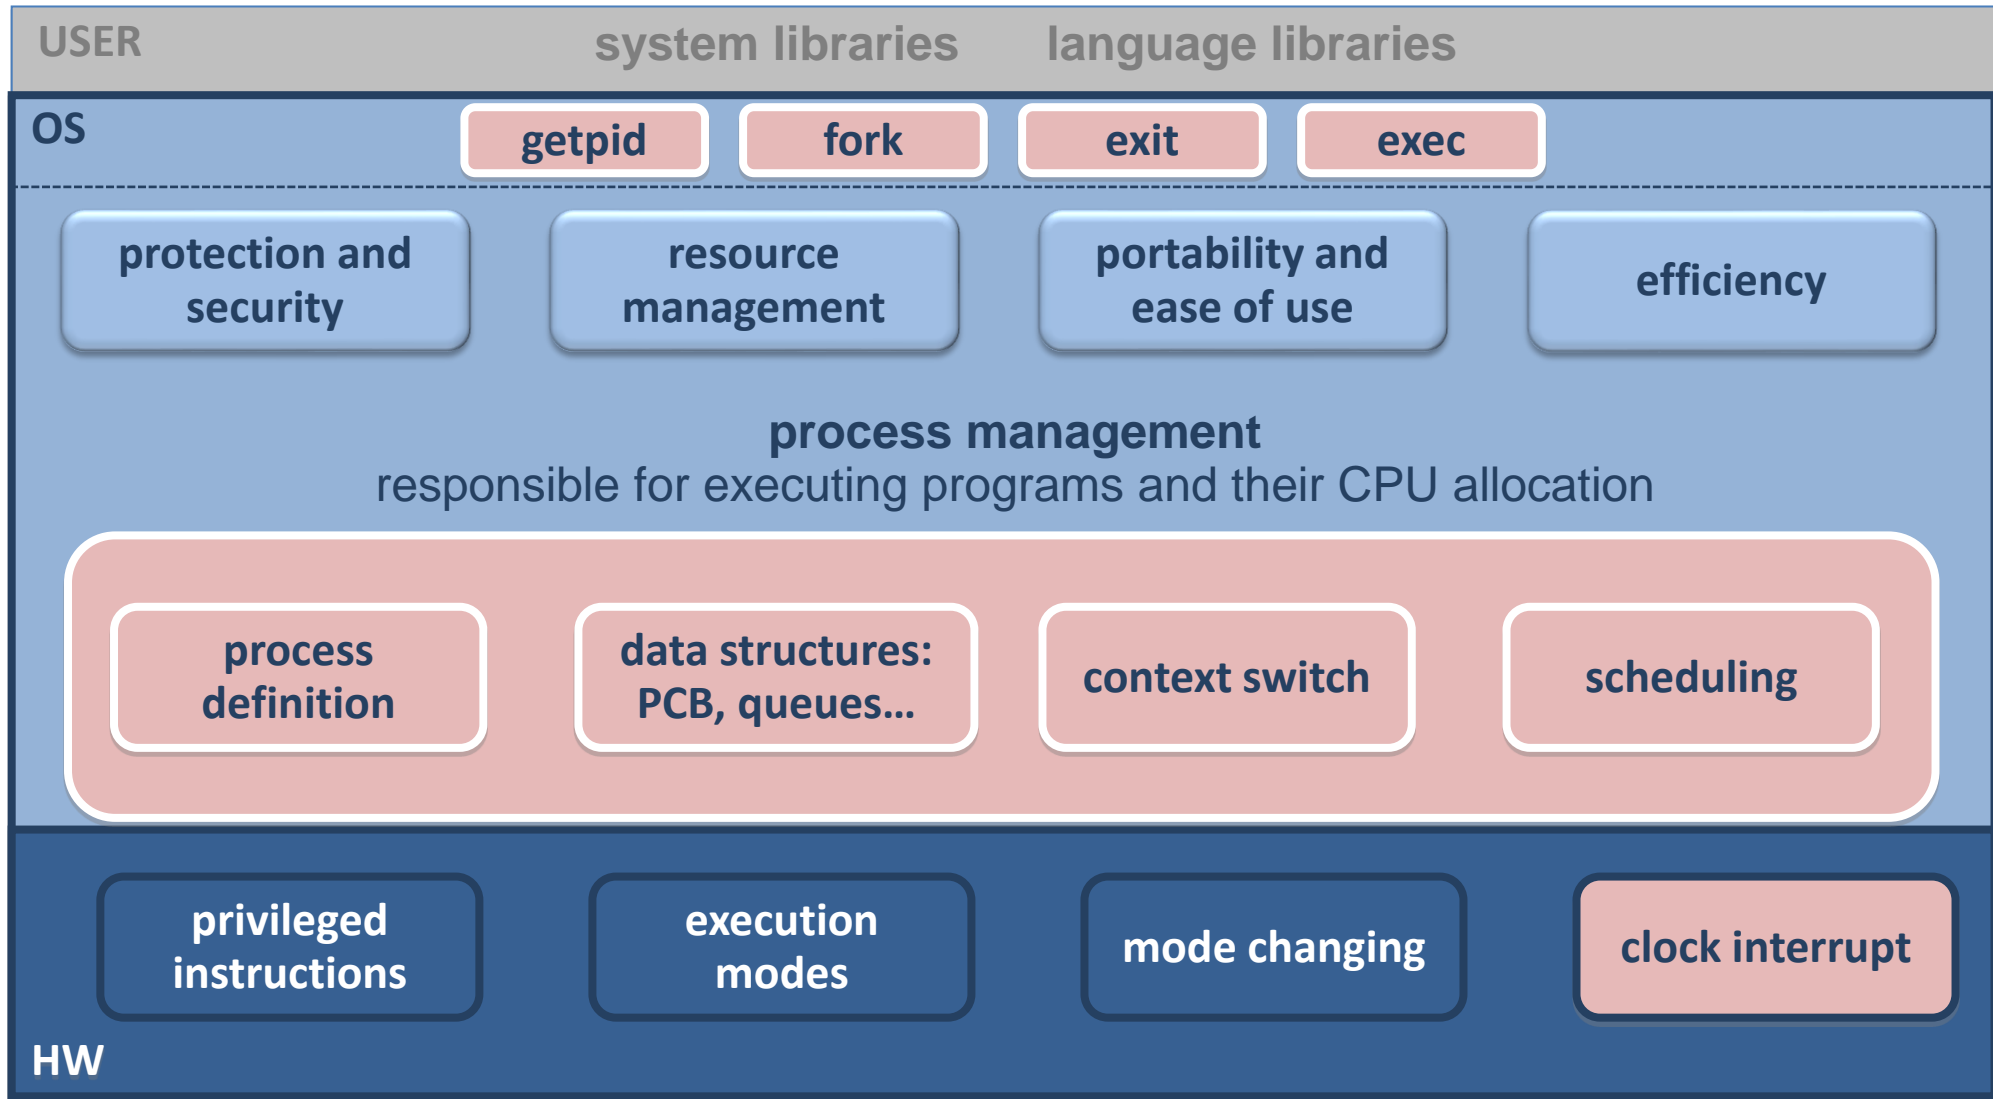 USER
system libraries
language libraries
OS
getpid
fork
exit
exec
protection and
security
resource
management
portability and
ease of use
efficiency
process management
responsible for executing programs and their CPU allocation
process
definition
data structures:
PCB, queues...
context switch
scheduling
privileged
instructions
execution
modes
mode changing
clock interrupt
HW